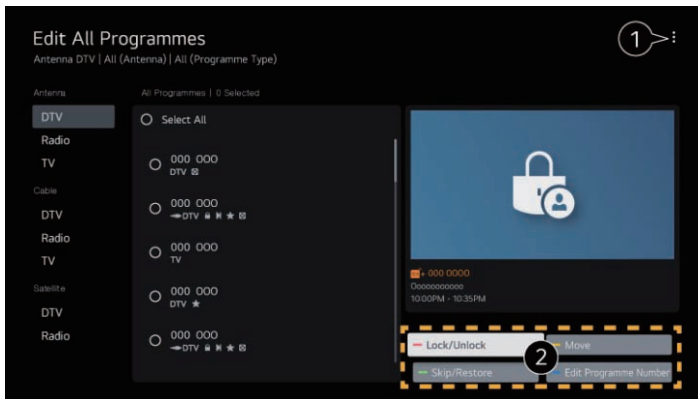 Edit All Programmes
Antenna DTV | All (Antenna) | All (Programme Type)
1
Antenna
DTV
Radio
TV
Cable
DTV
Radio
TV
Satellite
DTV
Radio
All Programmes | 0 Selected
Select All
000 000
DTV
000 000
DTV
000 000
TV
000 000
DTV
000 000
DTV
+ 000 0000
Oooooooooo
10:00PM - 10:35PM
Lock/Unlock
Move
2
Skip/Restore
Edit Programme Number